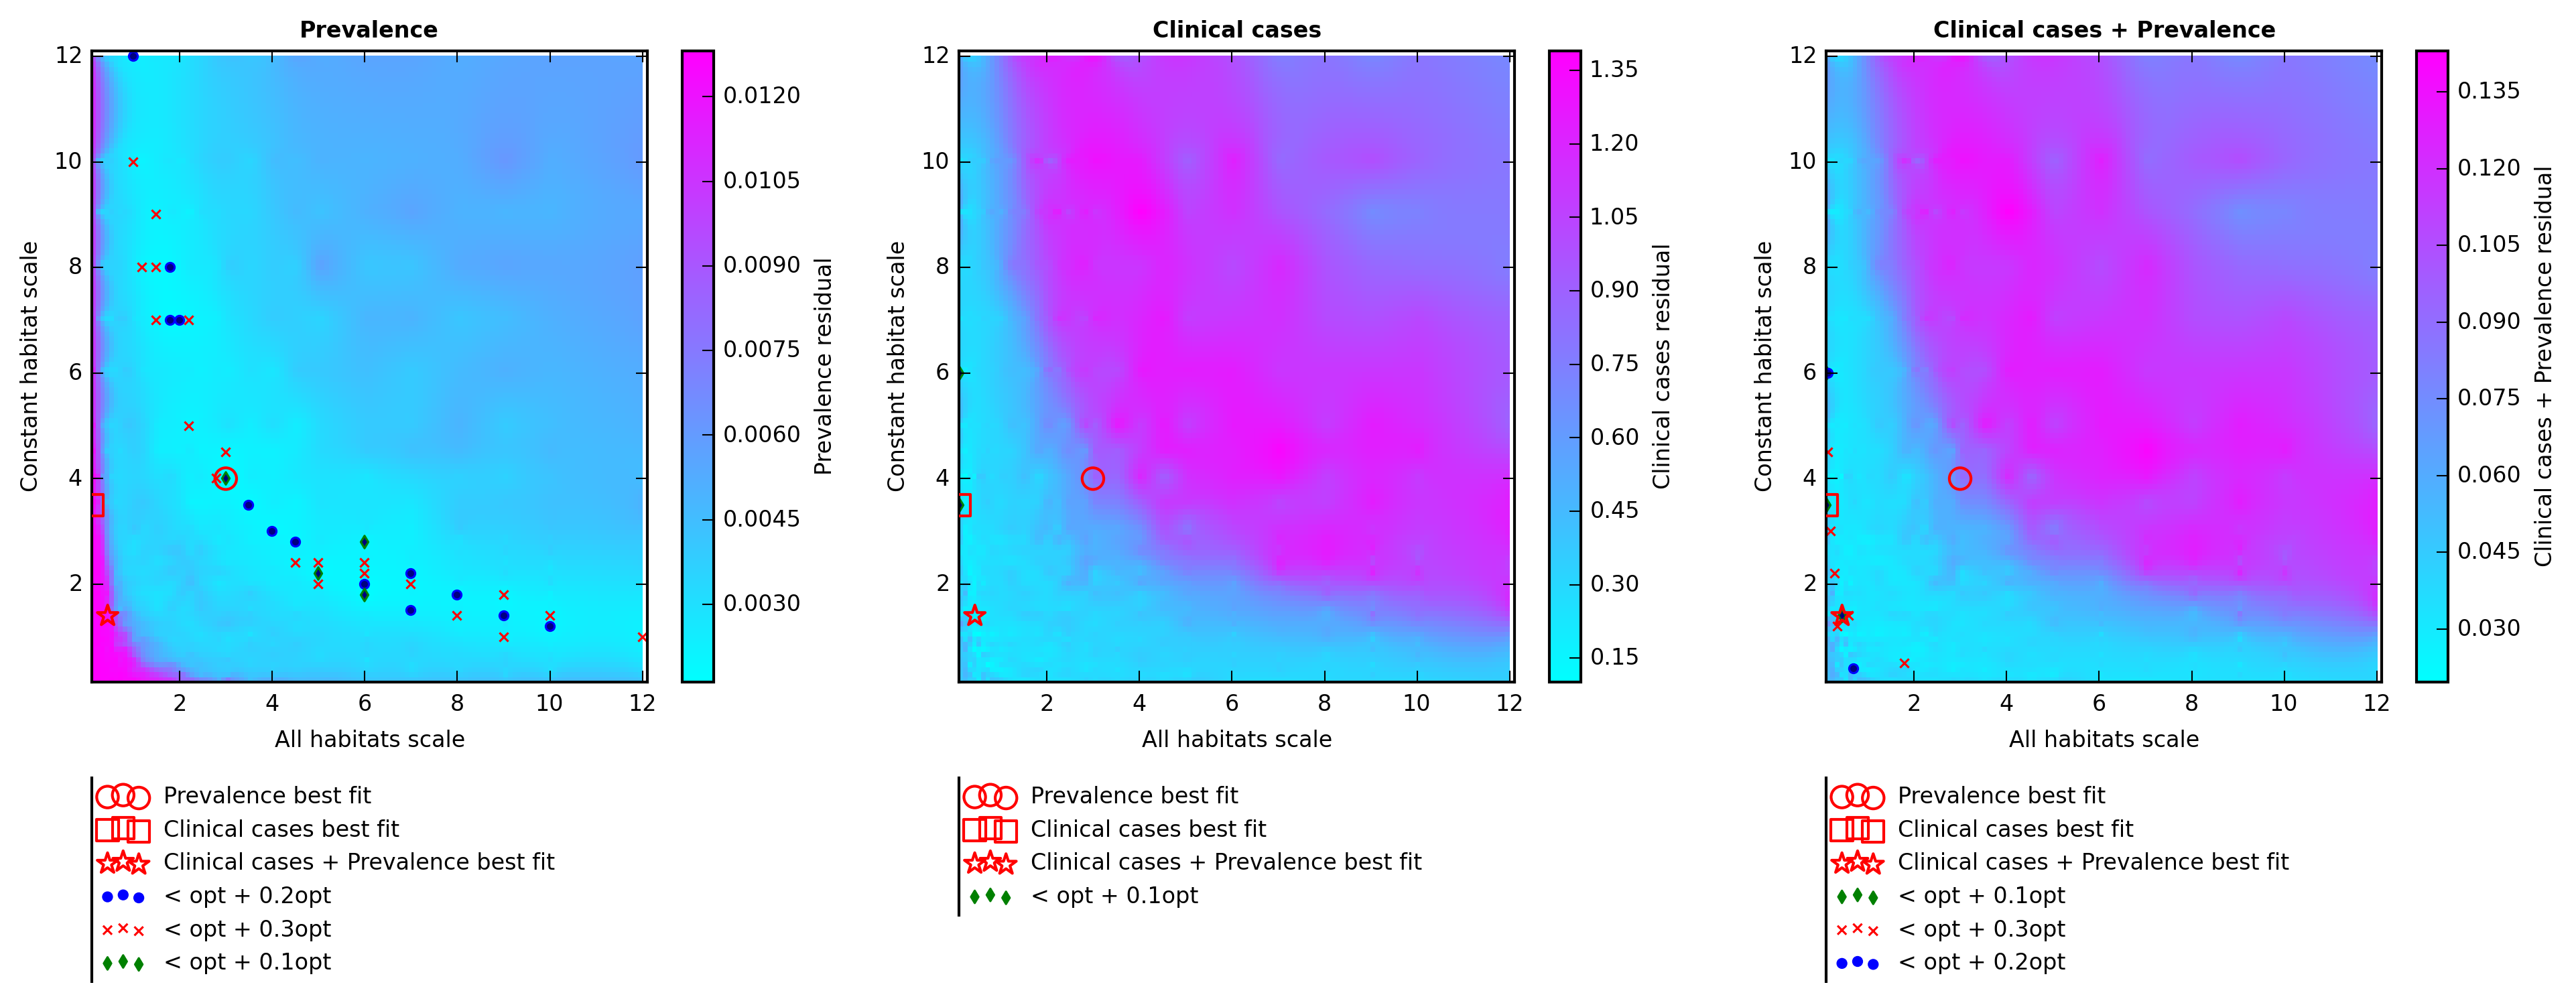 Prevalence
12
10
8
6
4
2
Constant habitat scale
2 4 6 8 10 12
All habitats scale
0.0120
0.0105
0.0090
0.0075
0.0060
0.0045
0.0030
Prevalence residual
Prevalence best fit
Clinical cases best fit
Clinical cases + Prevalence best fit
< opt + 0.2opt
< opt + 0.3opt
< opt + 0.1opt
Clinical cases
12
10
8
6
4
2
Constant habitat scale
2 4 6 8 10 12
All habitats scale
1.35
1.20
1.05
0.90
0.75
0.60
0.45
0.30
0.15
Clinical cases residual
Prevalence best fit
Clinical cases best fit
Clinical cases + Prevalence best fit
< opt + 0.1opt
Clinical cases + Prevalence
12
10
8
6
4
2
Constant habitat scale
2 4 6 8 10 12
All habitats scale
0.135
0.120
0.105
0.090
0.075
0.060
0.045
0.030
Clinical cases + Prevalence residual
Prevalence best fit
Clinical cases best fit
Clinical cases + Prevalence best fit
< opt + 0.1opt
< opt + 0.3opt
< opt + 0.2opt